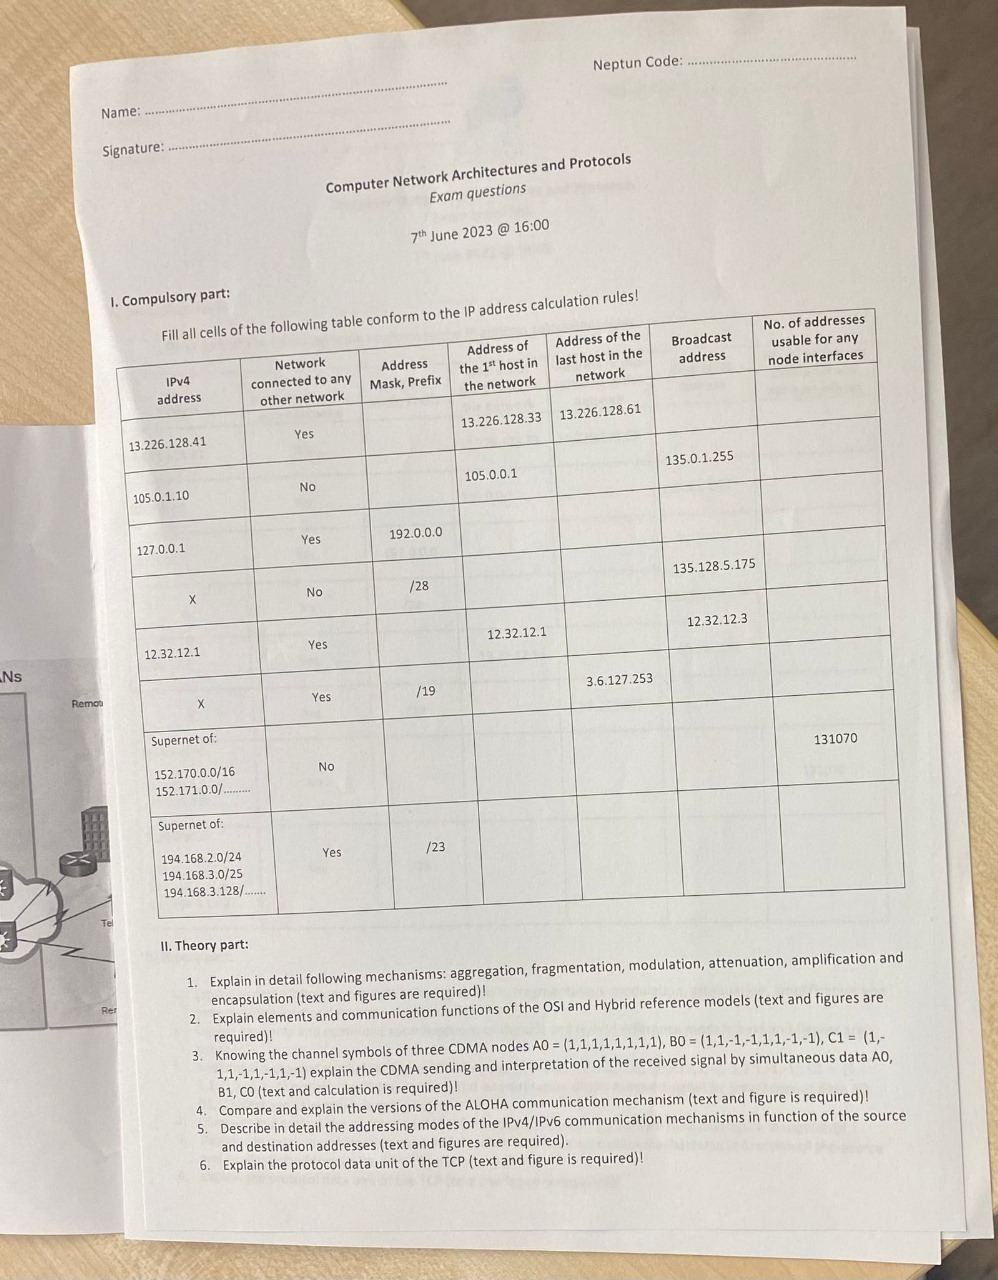 Neptun Code: ................................................
Name: ................................................................................
Signature: ..........................................................................
Computer Network Architectures and Protocols
Exam questions
7th June 2023 @ 16:00
I. Compulsory part:
Fill all cells of the following table conform to the IP address calculation rules!
IPv4 address | Network connected to any other network | Address Mask, Prefix | Address of the 1st host in the network | Address of the last host in the network | Broadcast address | No. of addresses usable for any node interfaces
13.226.128.41 | Yes | | 13.226.128.33 | 13.226.128.61 | |
105.0.1.10 | No | | 105.0.0.1 | | 135.0.1.255 |
127.0.0.1 | Yes | 192.0.0.0 | | | |
X | No | /28 | | | 135.128.5.175 |
12.32.12.1 | Yes | | 12.32.12.1 | | 12.32.12.3 |
X | Yes | /19 | | 3.6.127.253 | |
Supernet of:
152.170.0.0/16
152.171.0.0/......... | No | | | | | 131070
Supernet of:
194.168.2.0/24
194.168.3.0/25
194.168.3.128/....... | Yes | /23 | | | |
II. Theory part:
1. Explain in detail following mechanisms: aggregation, fragmentation, modulation, attenuation, amplification and
encapsulation (text and figures are required)!
2. Explain elements and communication functions of the OSI and Hybrid reference models (text and figures are
required)!
3. Knowing the channel symbols of three CDMA nodes A0 = (1,1,1,1,1,1,1,1), B0 = (1,1,-1,-1,1,1,-1,-1), C1 = (1,-
1,1,-1,1,-1,1,-1) explain the CDMA sending and interpretation of the received signal by simultaneous data A0,
B1, C0 (text and calculation is required)!
4. Compare and explain the versions of the ALOHA communication mechanism (text and figure is required)!
5. Describe in detail the addressing modes of the IPv4/IPv6 communication mechanisms in function of the source
and destination addresses (text and figures are required).
6. Explain the protocol data unit of the TCP (text and figure is required)!
ANs
Remo
Tel
Rer